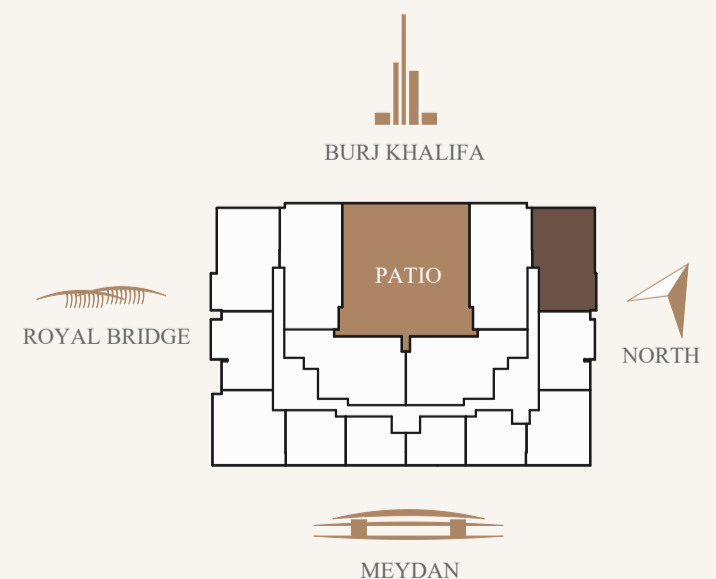 BURJ KHALIFA
PATIO
ROYAL BRIDGE
NORTH
MEYDAN